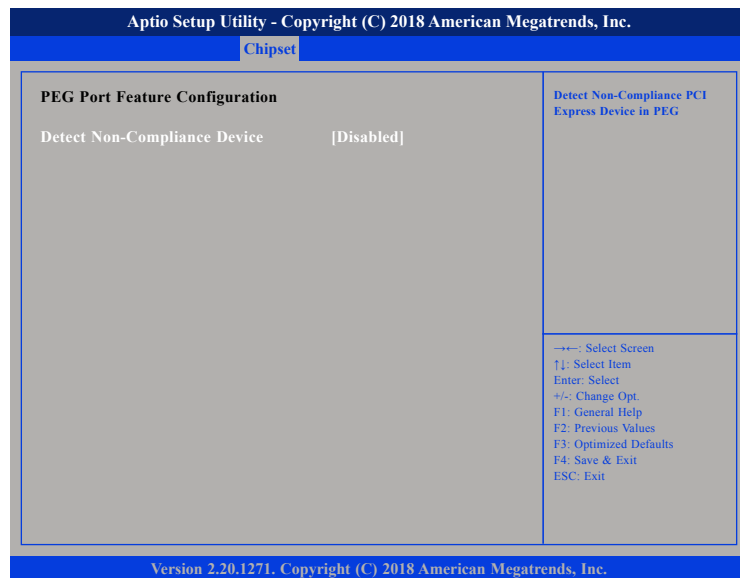 Aptio Setup Utility - Copyright (C) 2018 American Megatrends, Inc.
Chipset
PEG Port Feature Configuration
Detect Non-Compliance Device [Disabled]
Detect Non-Compliance PCI
Express Device in PEG
→←: Select Screen
↑↓: Select Item
Enter: Select
+/-: Change Opt.
F1: General Help
F2: Previous Values
F3: Optimized Defaults
F4: Save & Exit
ESC: Exit
Version 2.20.1271. Copyright (C) 2018 American Megatrends, Inc.